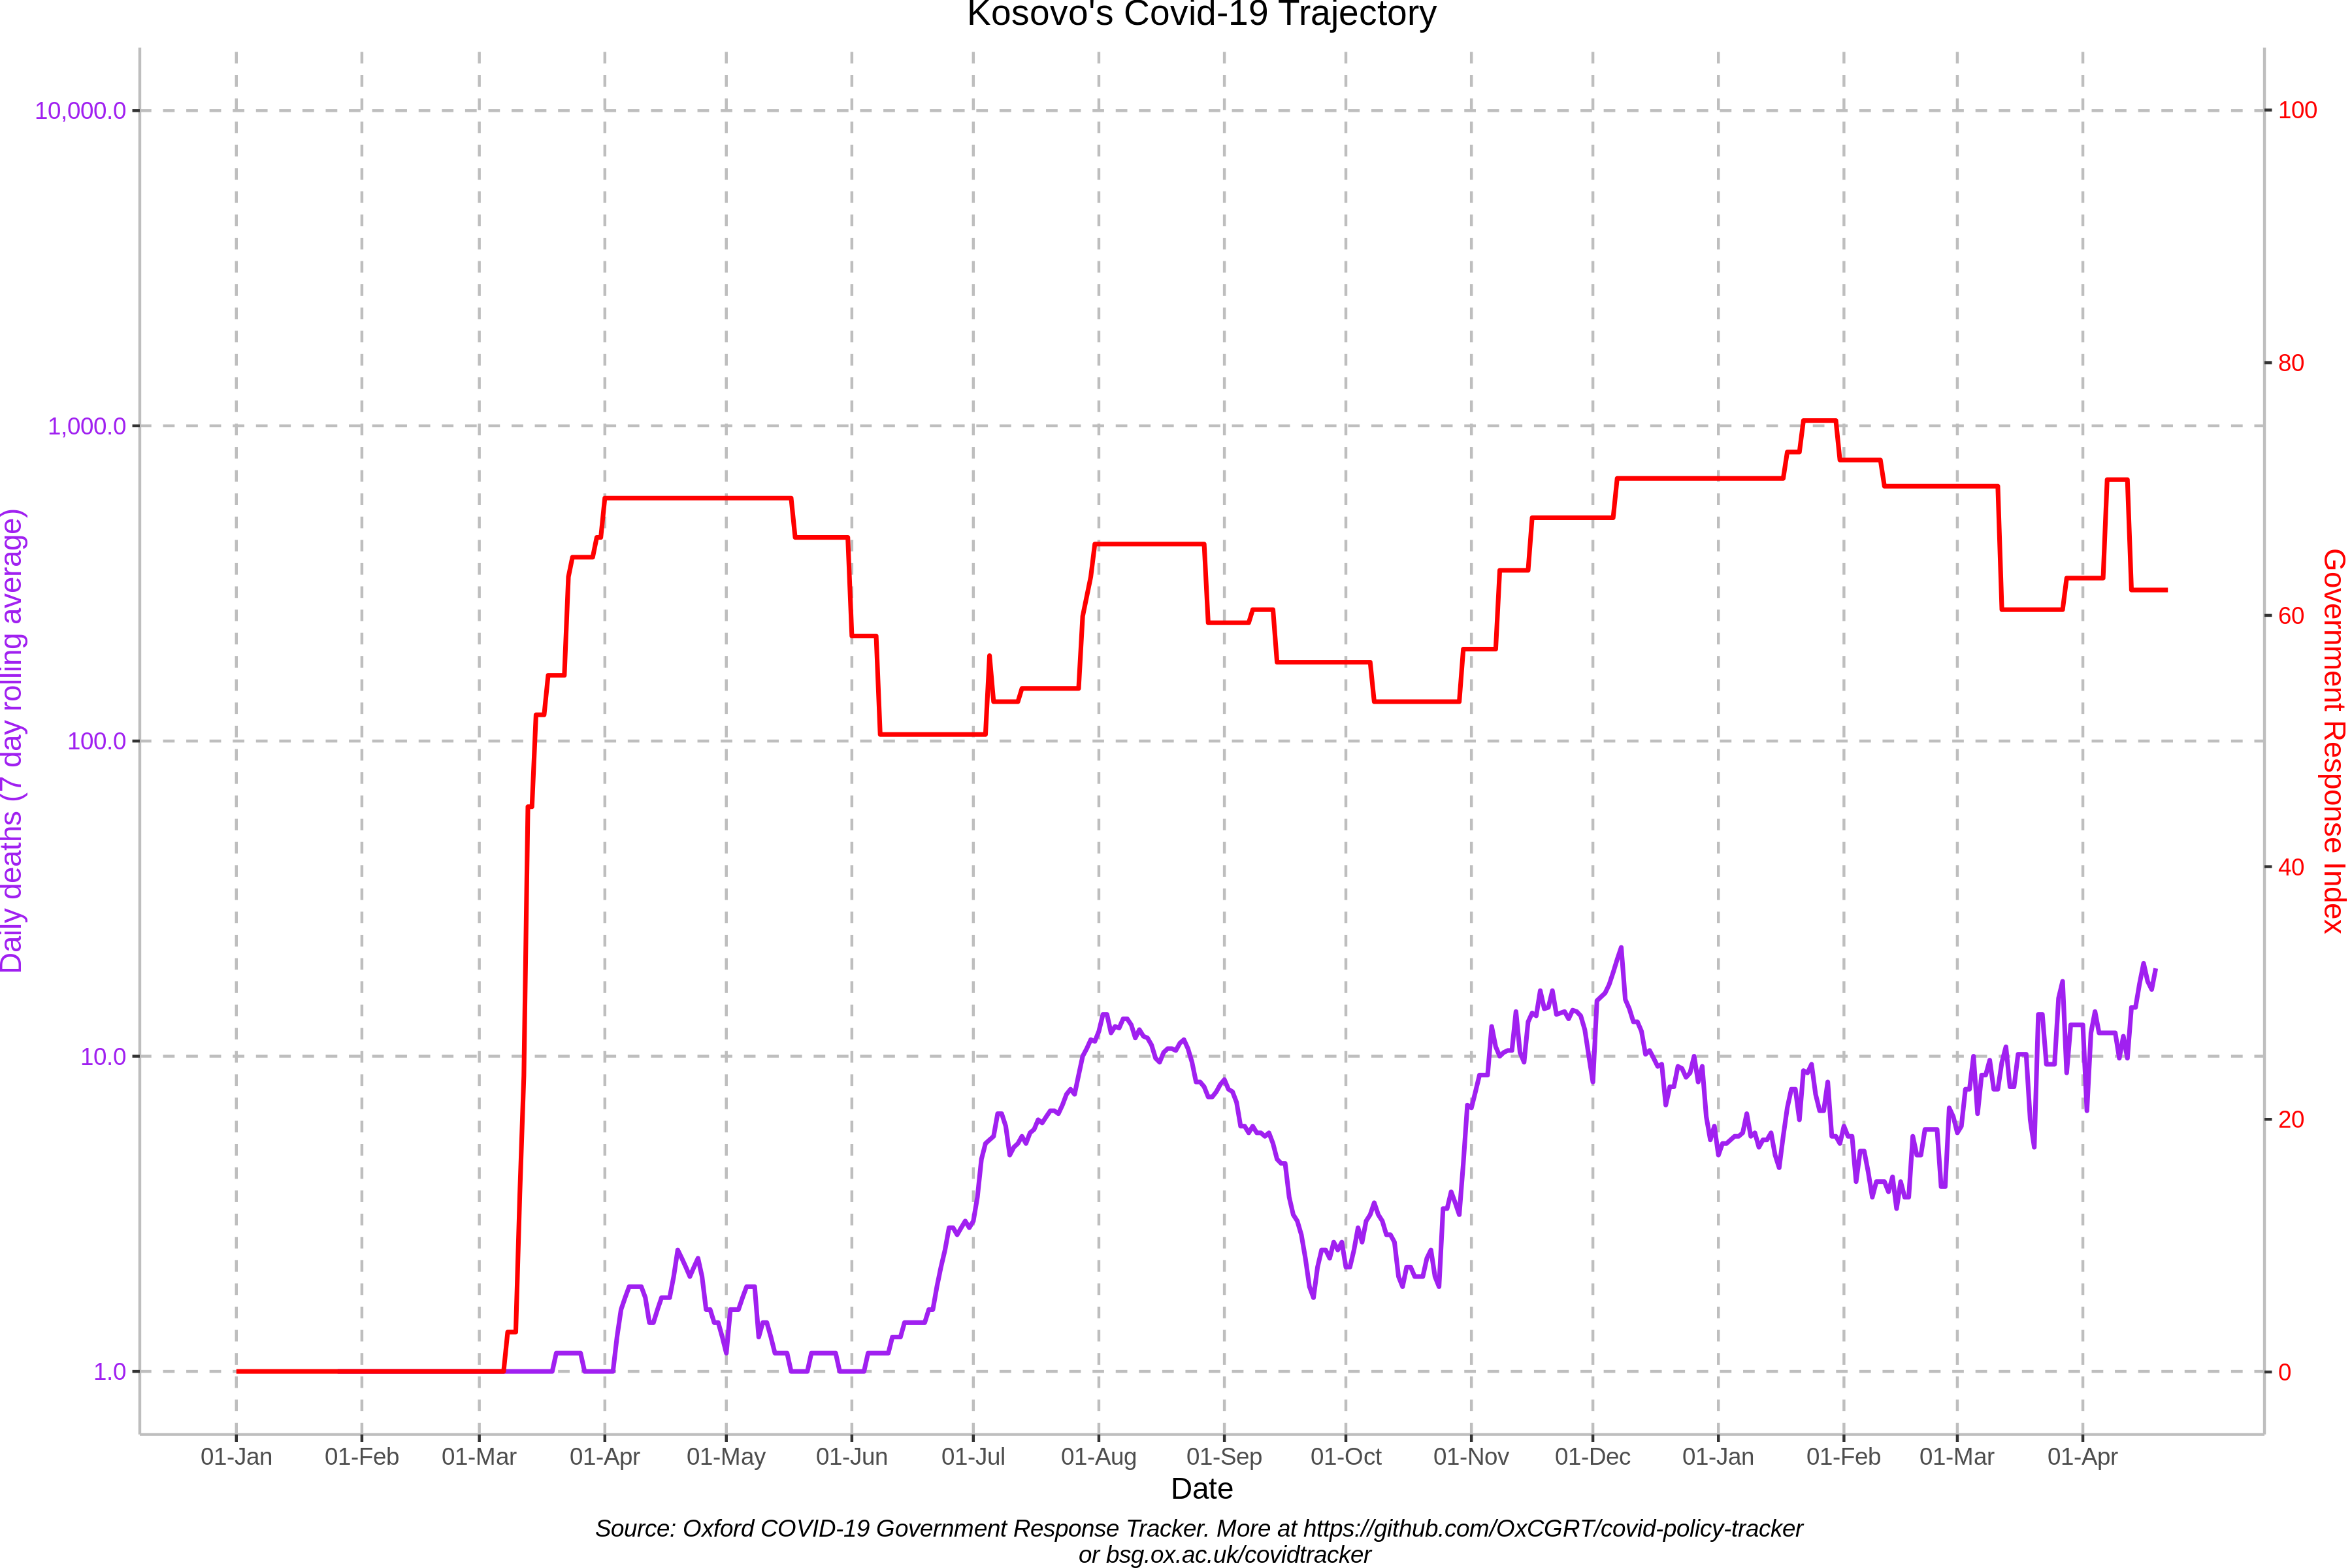 Kosovo's Covid-19 Trajectory
10,000.0
1,000.0
100.0
10.0
1.0
Daily deaths (7 day rolling average)
100
80
60
40
20
0
Government Response Index
01-Jan 01-Feb 01-Mar 01-Apr 01-May 01-Jun 01-Jul 01-Aug 01-Sep 01-Oct 01-Nov 01-Dec 01-Jan 01-Feb 01-Mar 01-Apr
Date
Source: Oxford COVID-19 Government Response Tracker. More at https://github.com/OxCGRT/covid-policy-tracker
or bsg.ox.ac.uk/covidtracker